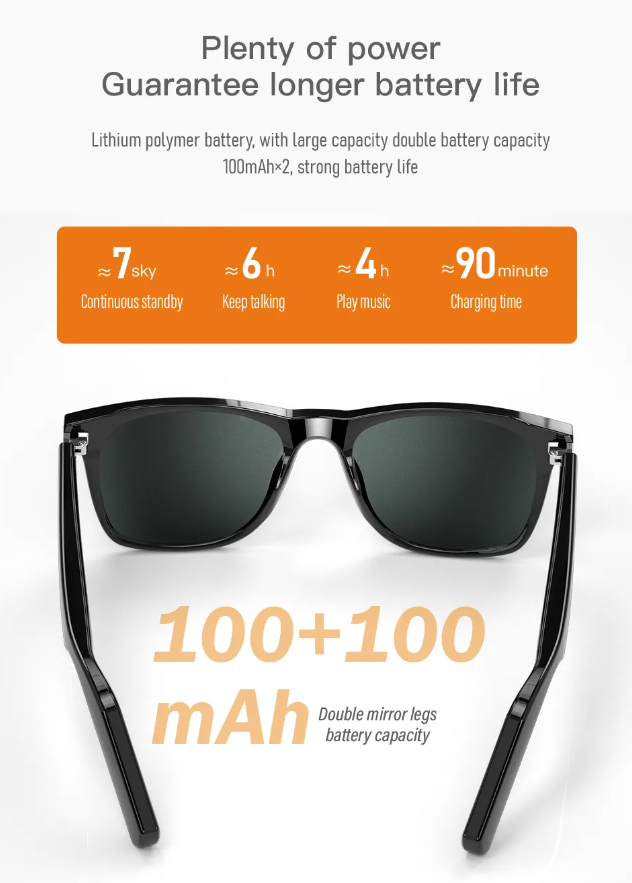 Plenty of power
Guarantee longer battery life
Lithium polymer battery, with large capacity double battery capacity
100mAh×2, strong battery life
≈7sky ≈6 h ≈4 h ≈90minute
Continuous standby Keep talking Play music Charging time
100+100
mAh Double mirror legs
battery capacity